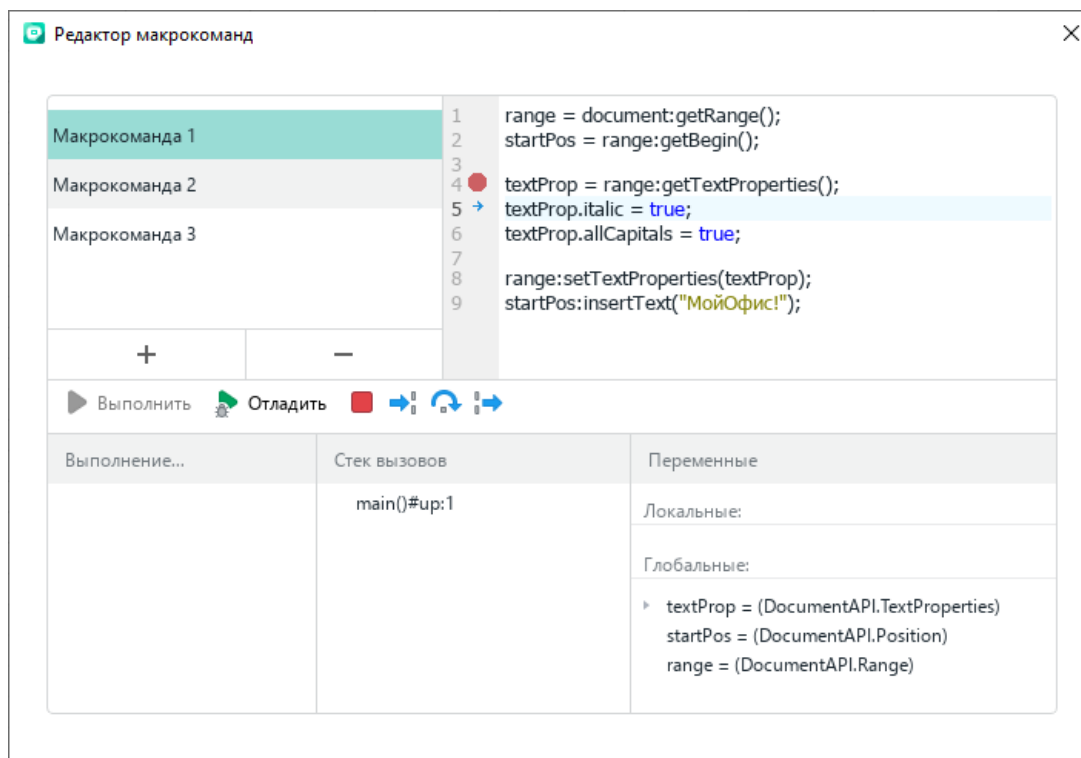 Редактор макрокоманд
Макрокоманда 1
Макрокоманда 2
Макрокоманда 3
1 range = document:getRange();
2 startPos = range:getBegin();
3
4 textProp = range:getTextProperties();
5 textProp.italic = true;
6 textProp.allCapitals = true;
7
8 range:setTextProperties(textProp);
9 startPos:insertText("МойОфис!");
+ −
Выполнить Отладить
Выполнение... Стек вызовов Переменные
main()#up:1
Локальные:
Глобальные:
textProp = (DocumentAPI.TextProperties)
startPos = (DocumentAPI.Position)
range = (DocumentAPI.Range)